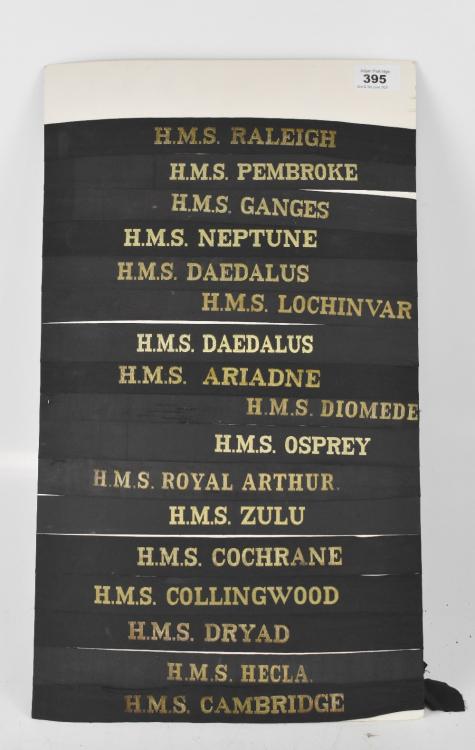 395
H.M.S. RALEIGH
H.M.S. PEMBROKE
H.M.S. GANGES
H.M.S. NEPTUNE
H.M.S. DAEDALUS
H.M.S. LOCHINVAR
H.M.S. DAEDALUS
H.M.S. ARIADNE
H.M.S. DIOMEDE
H.M.S. OSPREY
H.M.S. ROYAL ARTHUR.
H.M.S. ZULU
H.M.S. COCHRANE
H.M.S. COLLINGWOOD
H.M.S. DRYAD
H.M.S. HECLA.
H.M.S. CAMBRIDGE